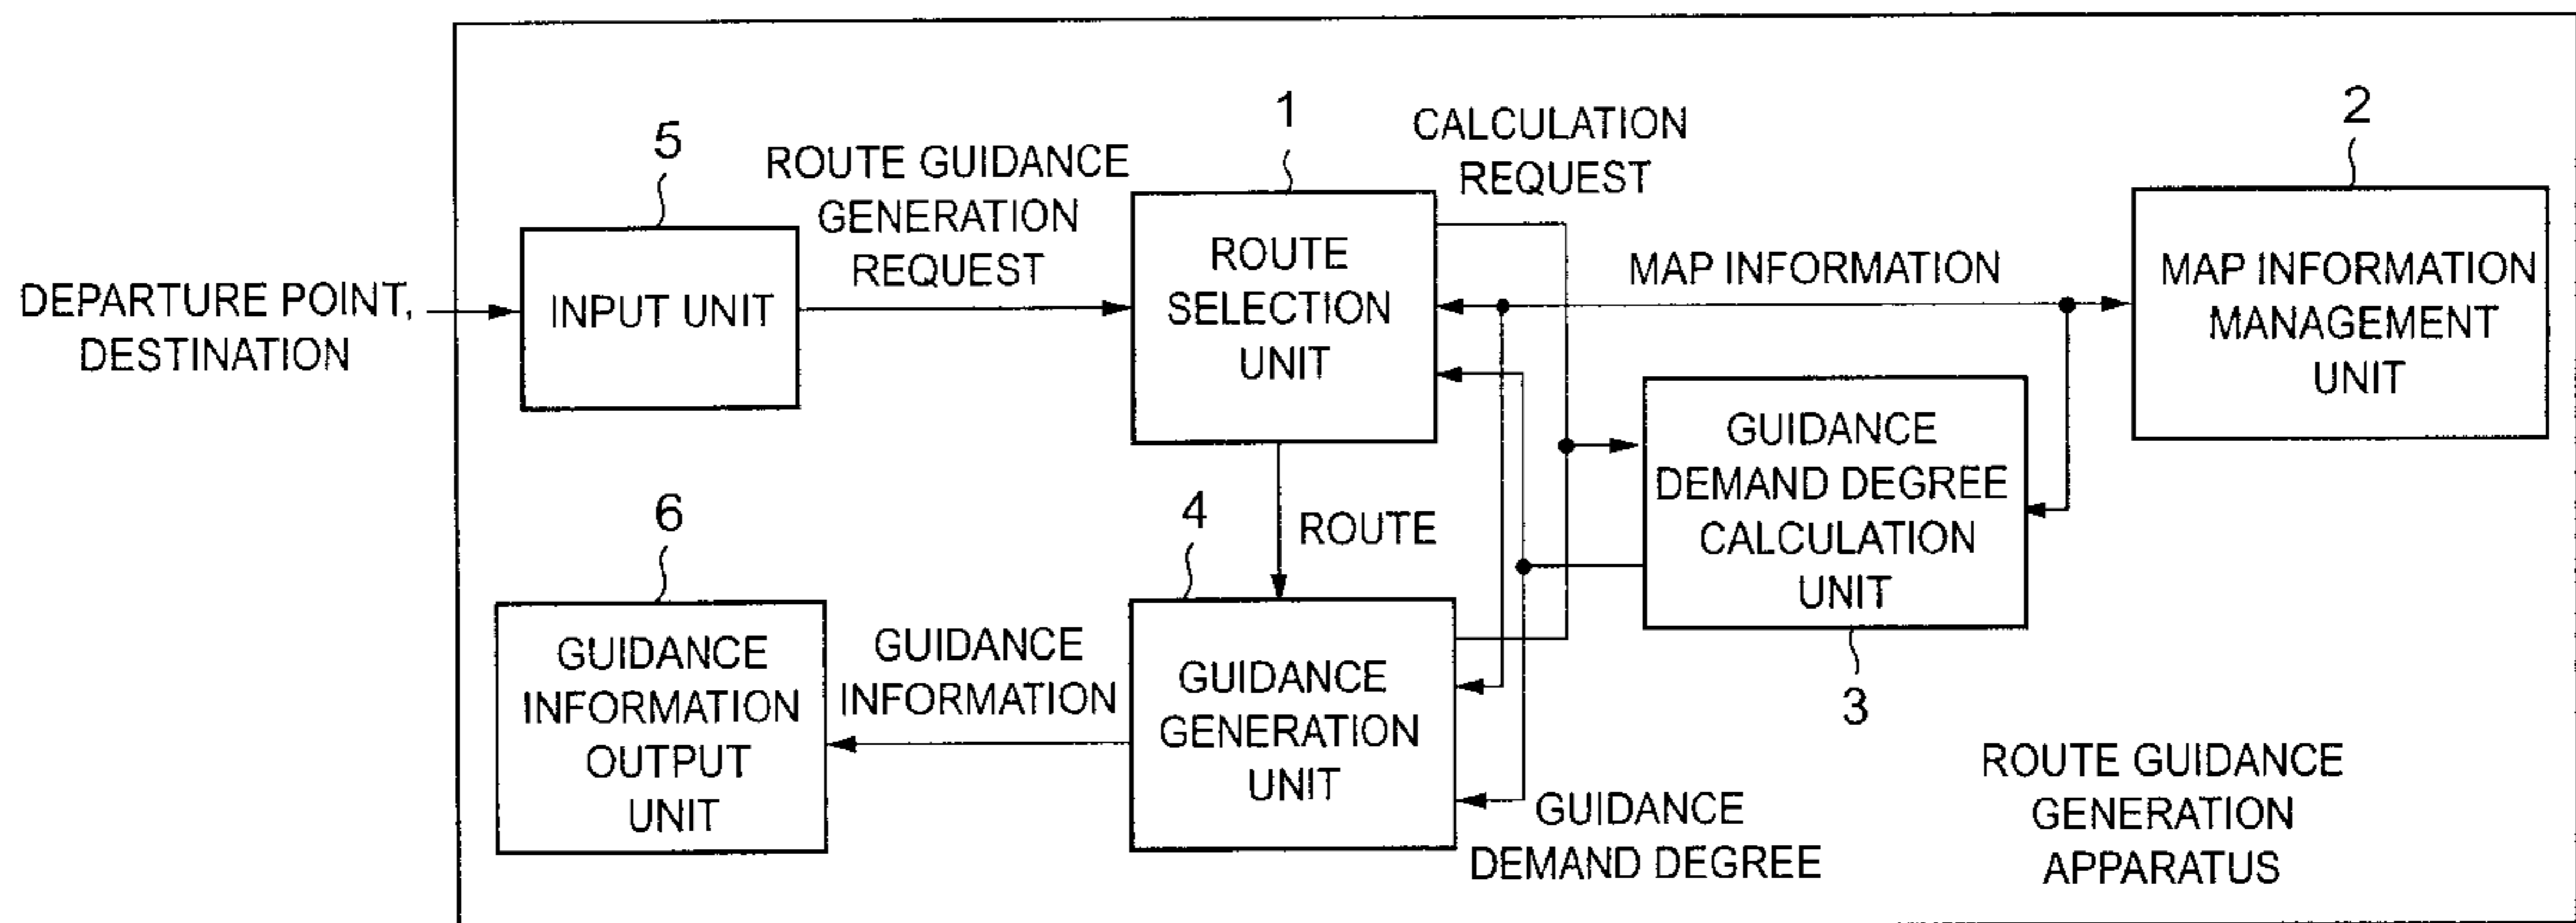 DEPARTURE POINT,
DESTINATION
5
INPUT UNIT
ROUTE GUIDANCE
GENERATION
REQUEST
1
ROUTE
SELECTION
UNIT
CALCULATION
REQUEST
MAP INFORMATION
2
MAP INFORMATION
MANAGEMENT
UNIT
GUIDANCE
DEMAND DEGREE
CALCULATION
UNIT
3
ROUTE
4
GUIDANCE
GENERATION
UNIT
GUIDANCE
INFORMATION
6
GUIDANCE
INFORMATION
OUTPUT
UNIT
GUIDANCE
DEMAND DEGREE
ROUTE GUIDANCE
GENERATION
APPARATUS